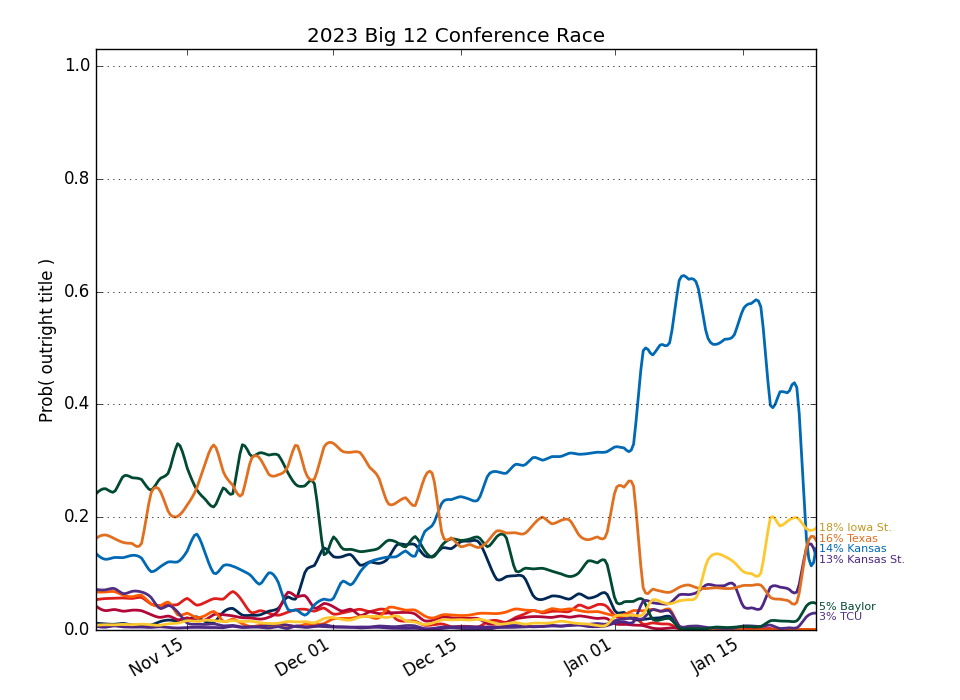 2023 Big 12 Conference Race
Prob( outright title )
1.0
0.8
0.6
0.4
0.2
0.0
Nov 15
Dec 01
Dec 15
Jan 01
Jan 15
18% Iowa St.
16% Texas
14% Kansas
13% Kansas St.
5% Baylor
3% TCU